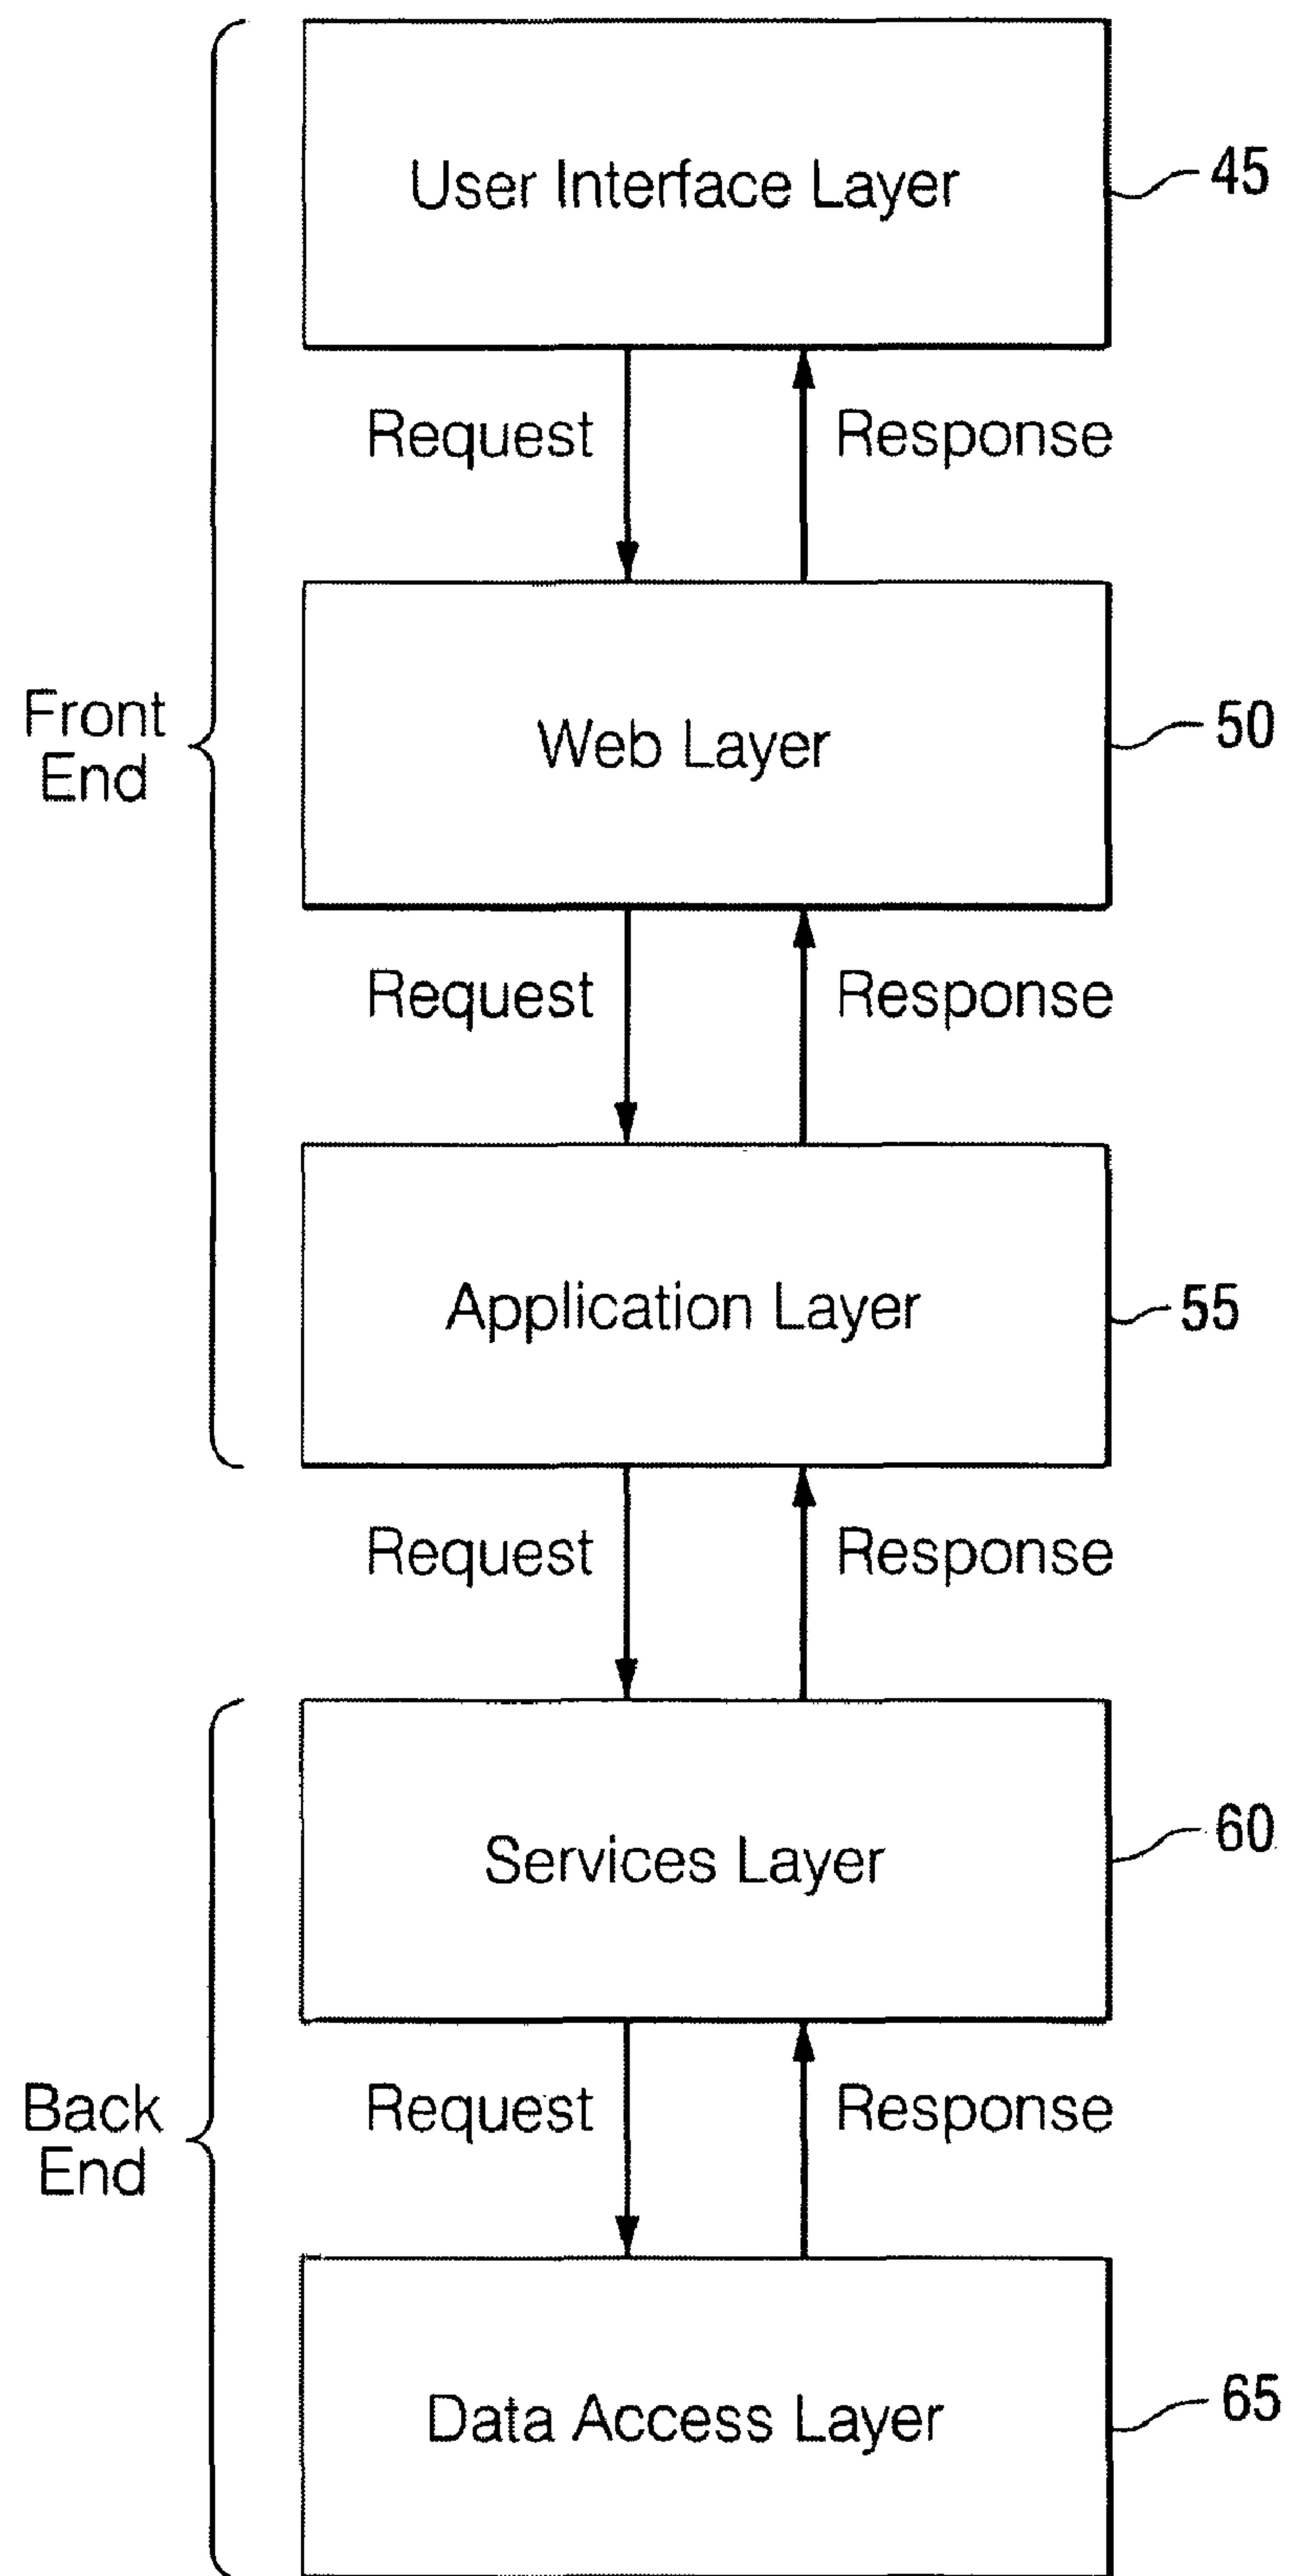 User Interface Layer
45
Request
Response
Front
End
Web Layer
50
Request
Response
Application Layer
55
Request
Response
Services Layer
60
Back
End
Request
Response
Data Access Layer
65